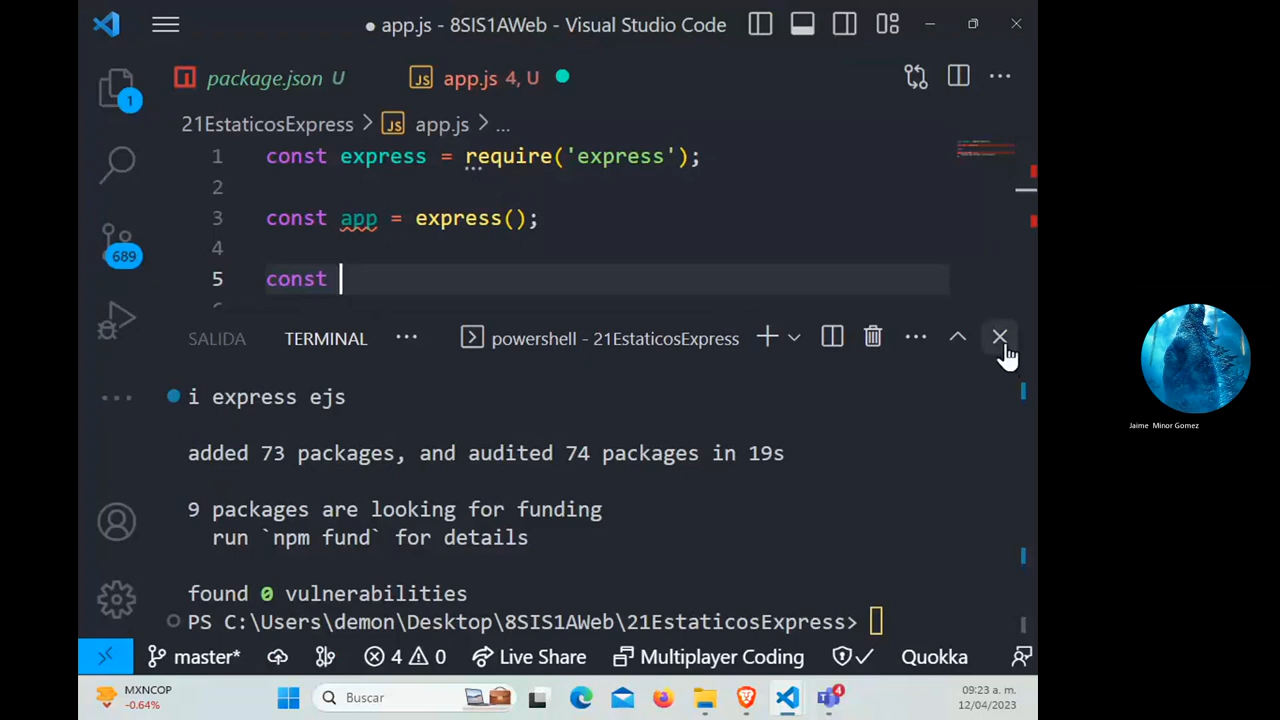 ● app.js - 8SIS1AWeb - Visual Studio Code
package.json U
JS app.js 4, U
21EstaticosExpress > JS app.js > ...
1 const express = require('express');
2
3 const app = express();
4
5 const
SALIDA TERMINAL ... powershell - 21EstaticosExpress
i express ejs
added 73 packages, and audited 74 packages in 19s
9 packages are looking for funding
run `npm fund` for details
found 0 vulnerabilities
PS C:\Users\demon\Desktop\8SIS1AWeb\21EstaticosExpress>
1
689
master* 4 0 Live Share Multiplayer Coding Quokka
MXNCOP
-0.64%
Buscar
4
09:23 a. m.
12/04/2023
Jaime Minor Gomez